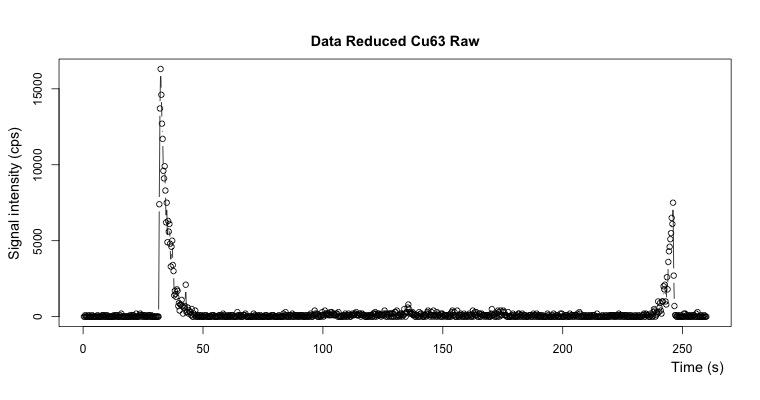 Data Reduced Cu63 Raw
Signal intensity (cps)
15000
10000
5000
0
0 50 100 150 200 250
Time (s)